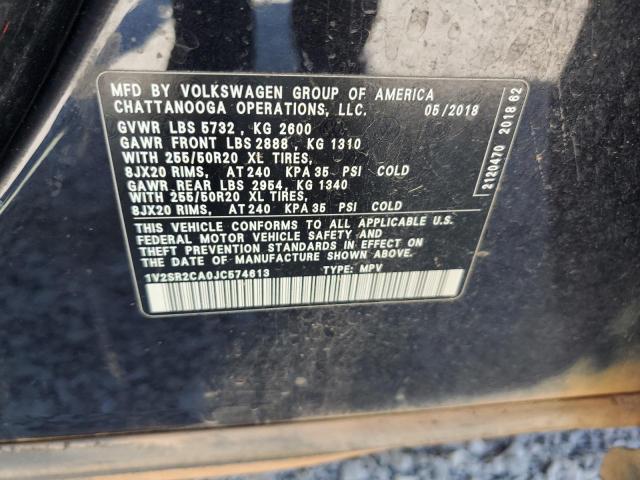 MFD BY VOLKSWAGEN GROUP OF AMERICA
CHATTANOOGA OPERATIONS, LLC. 05/2018
GVWR LBS 5732 , KG 2600
GAWR FRONT LBS 2888 , KG 1310
WITH 255/50R20 XL TIRES,
8JX20 RIMS, AT 240 KPA 35 PSI COLD
GAWR REAR LBS 2954, KG 1340
WITH 255/50R20 XL TIRES,
8JX20 RIMS, AT 240 KPA 35 PSI COLD
THIS VEHICLE CONFORMS TO ALL APPLICABLE U.S.
FEDERAL MOTOR VEHICLE SAFETY AND
THEFT PREVENTION STANDARDS IN EFFECT ON
THE DATE OF MANUFACTURE SHOWN ABOVE.
1V2SR2CA0JC574613 TYPE: MPV
2120470 2018 62